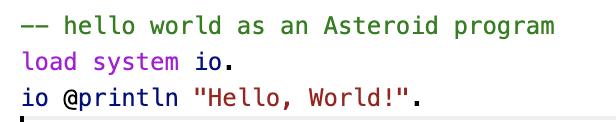 -- hello world as an Asteroid program
load system io.
io @println "Hello, World!".